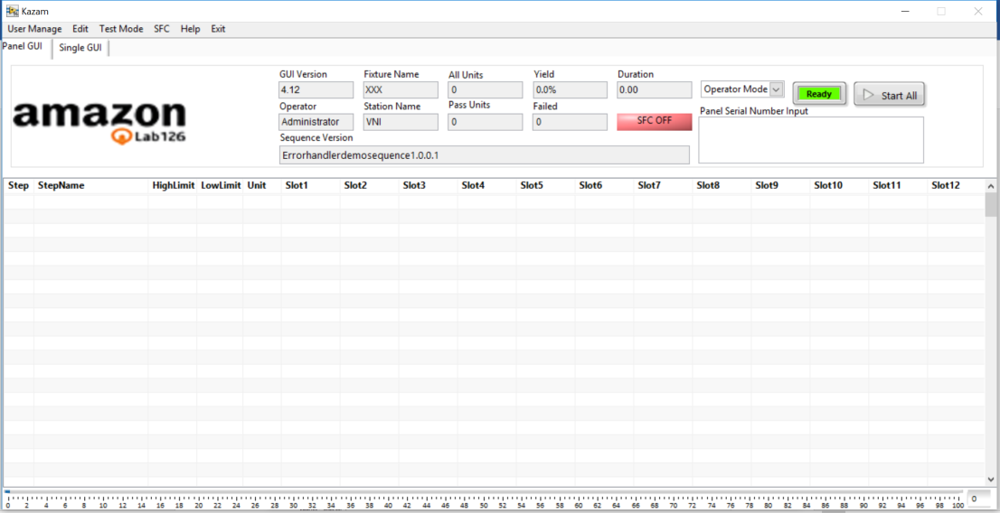 Kazam
User Manage Edit Test Mode SFC Help Exit
Panel GUI Single GUI
amazon
Lab126
GUI Version Fixture Name All Units Yield Duration
4.12 XXX 0 0.0% 0.00
Operator Mode Ready Start All
Operator Station Name Pass Units Failed
Administrator VNI 0 0 SFC OFF
Panel Serial Number Input
Sequence Version
Errorhandlerdemosequence1.0.0.1
Step StepName HighLimit LowLimit Unit Slot1 Slot2 Slot3 Slot4 Slot5 Slot6 Slot7 Slot8 Slot9 Slot10 Slot11 Slot12
0 2 4 6 8 10 12 14 16 18 20 22 24 26 28 30 32 34 36 38 40 42 44 46 48 50 52 54 56 58 60 62 64 66 68 70 72 74 76 78 80 82 84 86 88 90 92 94 96 98 100 0